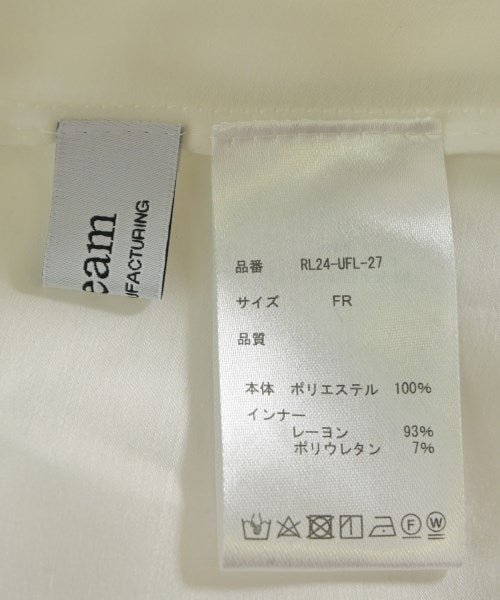 eam
UFACTURING
品番 RL24-UFL-27
サイズ FR
品質
本体 ポリエステル 100%
インナー
レーヨン 93%
ポリウレタン 7%
F W